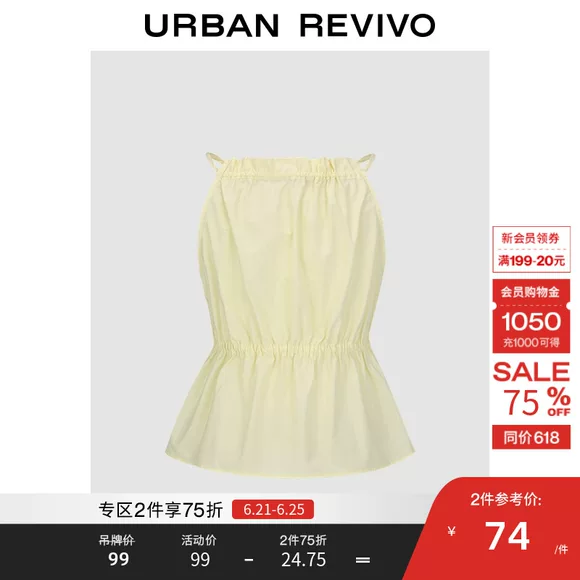 URBAN REVIVO
新会员领券
满199-20元
会员购物金
1050
充1000可得
SALE
75%OFF
同价618
专区2件享75折 6.21-6.25
吊牌价 活动价 2件75折
99 99 - 24.75 =
2件参考价:
¥ 74 /件